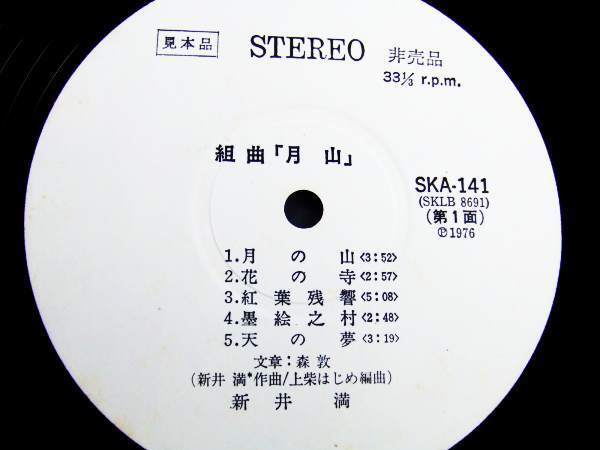 見本品 STEREO 非売品
33⅓ r.p.m.
組曲「月山」
SKA-141
(SKLB 8691)
(第1面)
Ⓟ1976
1.月の山<3:52>
2.花の寺<2:57>
3.紅葉残響<5:08>
4.墨絵之村<2:48>
5.天の夢<3:19>
文章:森敦
(新井 満*作曲/上柴はじめ編曲)
新井満